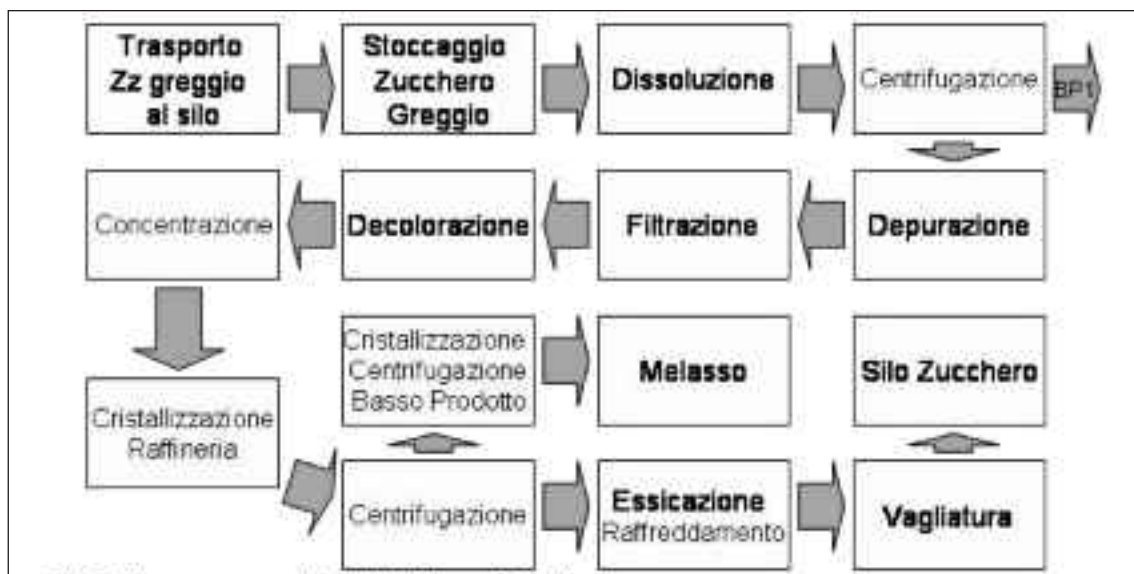 Trasporto
Zz greggio
al silo
Stoccaggio
Zucchero
Greggio
Dissoluzione
Centrifugazione
BP1
Depurazione
Filtrazione
Decolorazione
Concentrazione
Cristallizzazione
Raffineria
Centrifugazione
Cristallizzazione
Centrifugazione
Basso Prodotto
Melasso
Essicazione
Raffreddamento
Vagliatura
Silo Zucchero